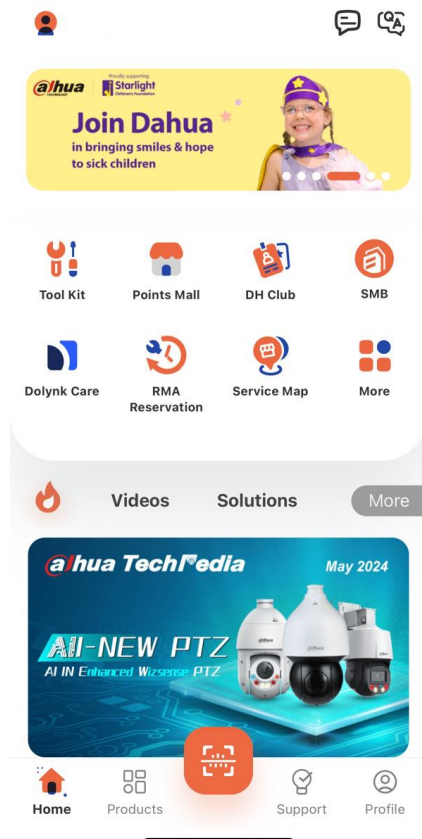 alhua
TECHNOLOGY
Proudly supporting
Starlight
Children's Foundation
Join Dahua
in bringing smiles & hope
to sick children
Tool Kit
Points Mall
DH Club
SMB
Dolynk Care
RMA
Reservation
Service Map
More
Videos
Solutions
More
alhua TechMedia
May 2024
All-NEW PTZ
AI IN Enhanced Wizsense PTZ
Home
Products
Support
Profile